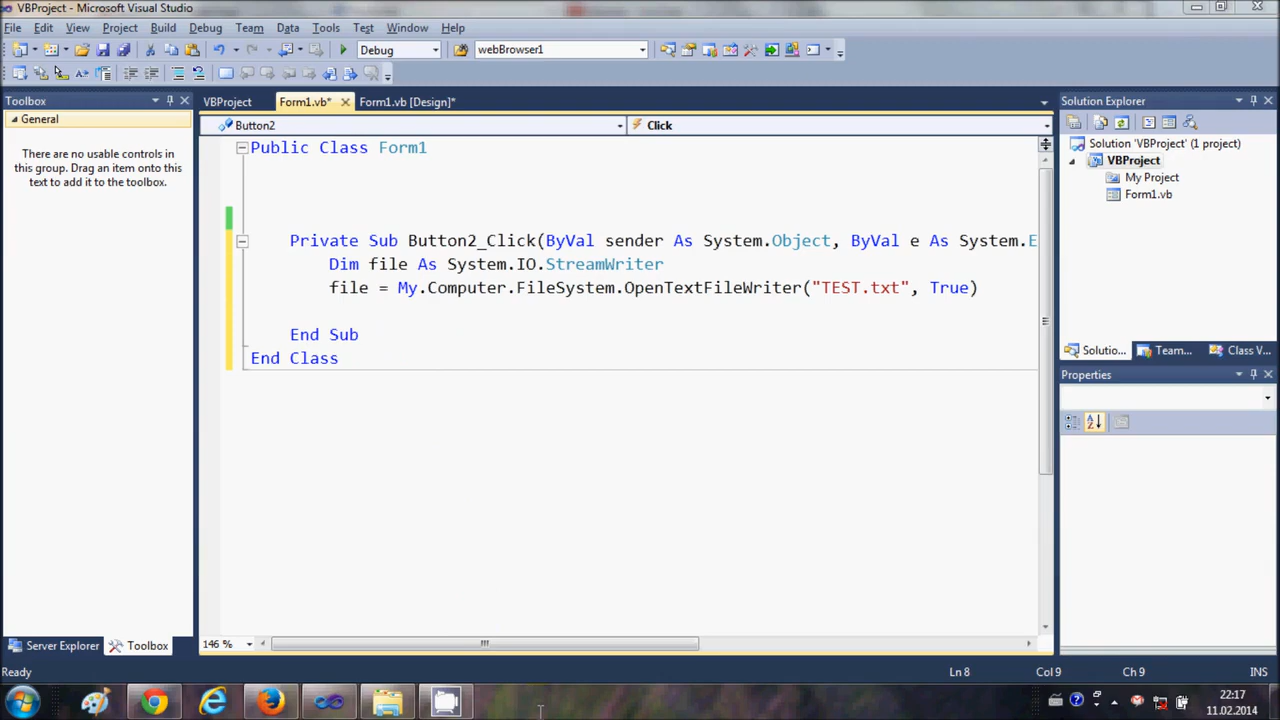 VBProject - Microsoft Visual Studio
File Edit View Project Build Debug Team Data Tools Test Window Help
Debug
webBrowser1
Toolbox
General
There are no usable controls in this group. Drag an item onto this text to add it to the toolbox.
Server Explorer
Toolbox
VBProject
Form1.vb*
Form1.vb [Design]*
Button2
Click
Public Class Form1
Private Sub Button2_Click(ByVal sender As System.Object, ByVal e As System.E
Dim file As System.IO.StreamWriter
file = My.Computer.FileSystem.OpenTextFileWriter("TEST.txt", True)
End Sub
End Class
146 %
Solution Explorer
Solution 'VBProject' (1 project)
VBProject
My Project
Form1.vb
Solutio...
Team...
Class V...
Properties
Ready
Ln 8
Col 9
Ch 9
INS
22:17
11.02.2014